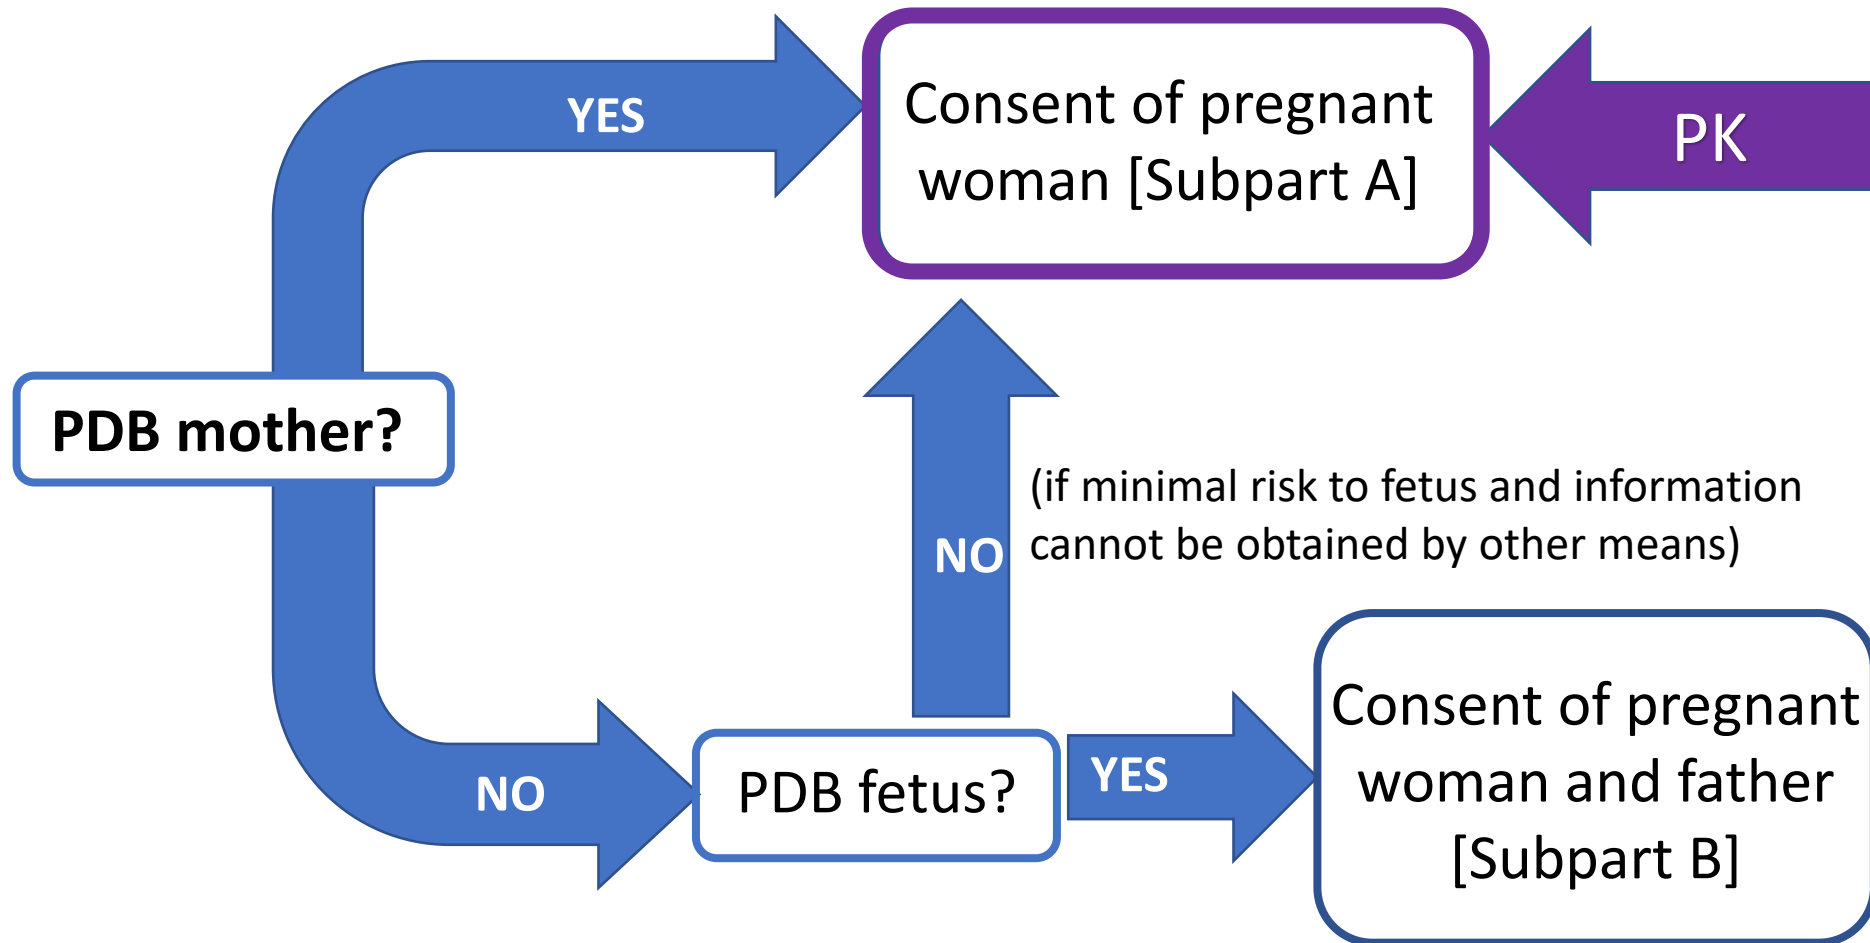 YES
Consent of pregnant
woman [Subpart A]
PK
PDB mother?
(if minimal risk to fetus and information
cannot be obtained by other means)
NO
NO
PDB fetus?
YES
Consent of pregnant
woman and father
[Subpart B]